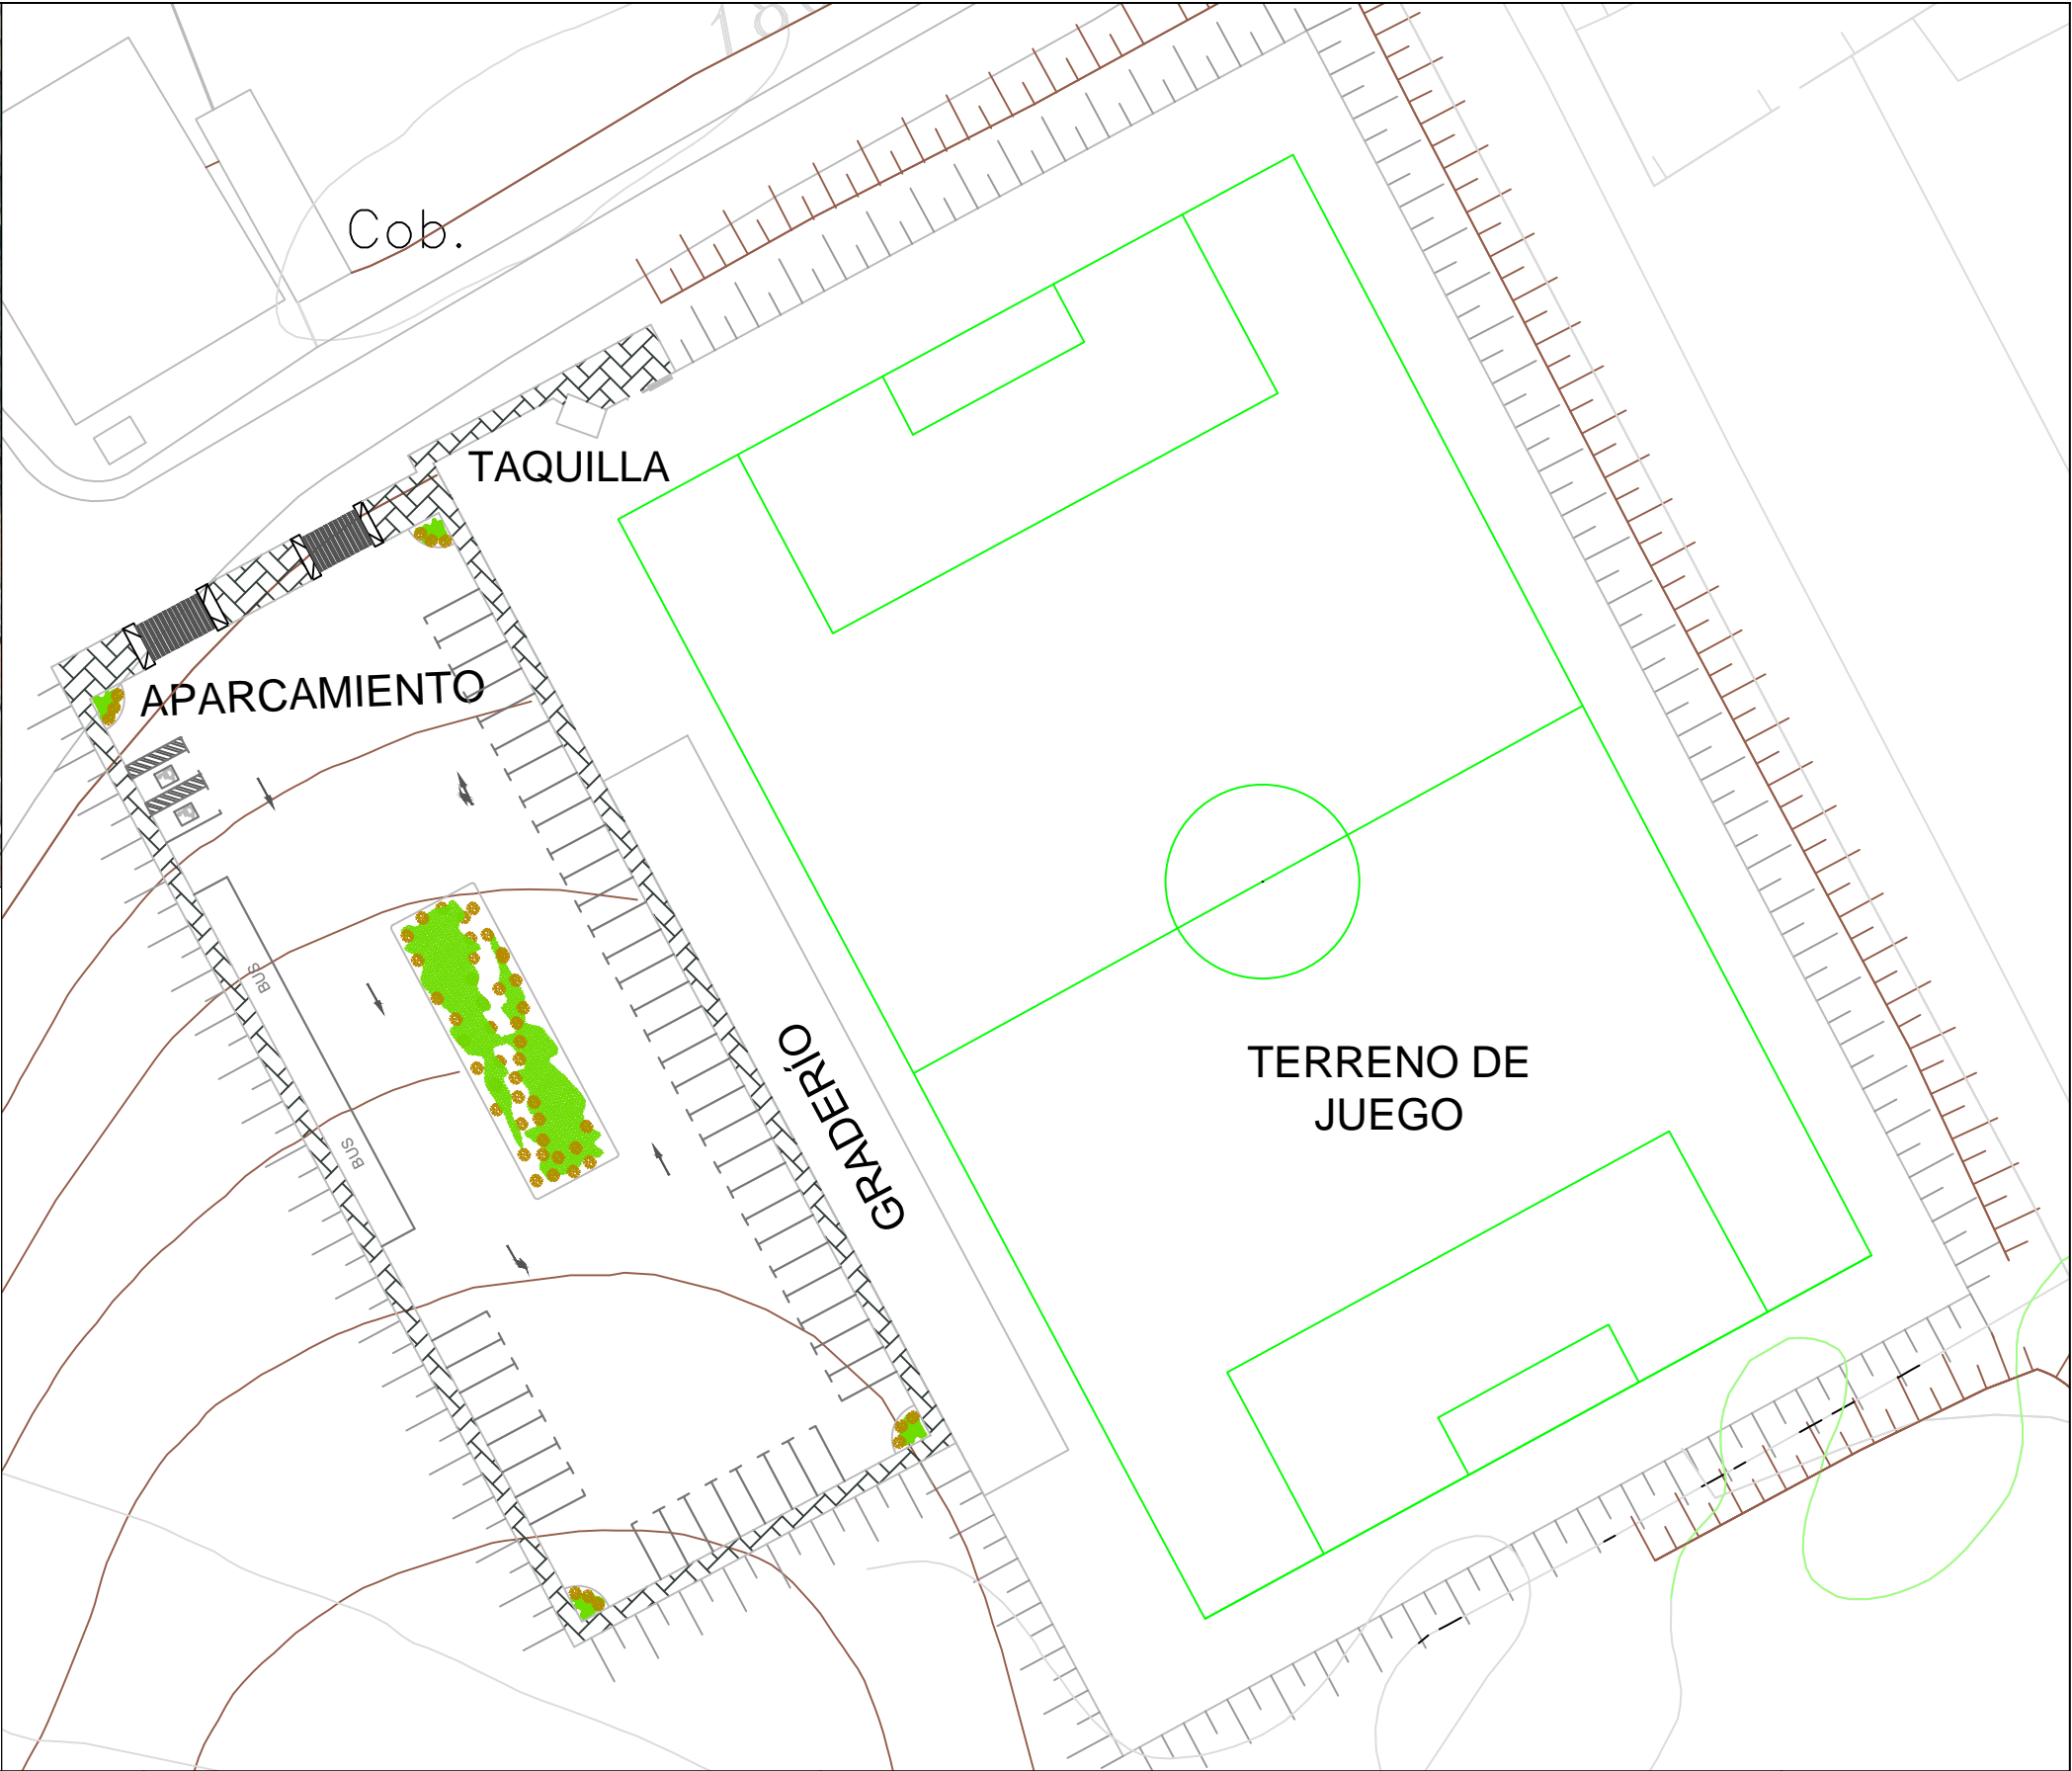 Cob.
TAQUILLA
APARCAMIENTO
BUS
BUS
GRADERÍO
TERRENO DE
JUEGO